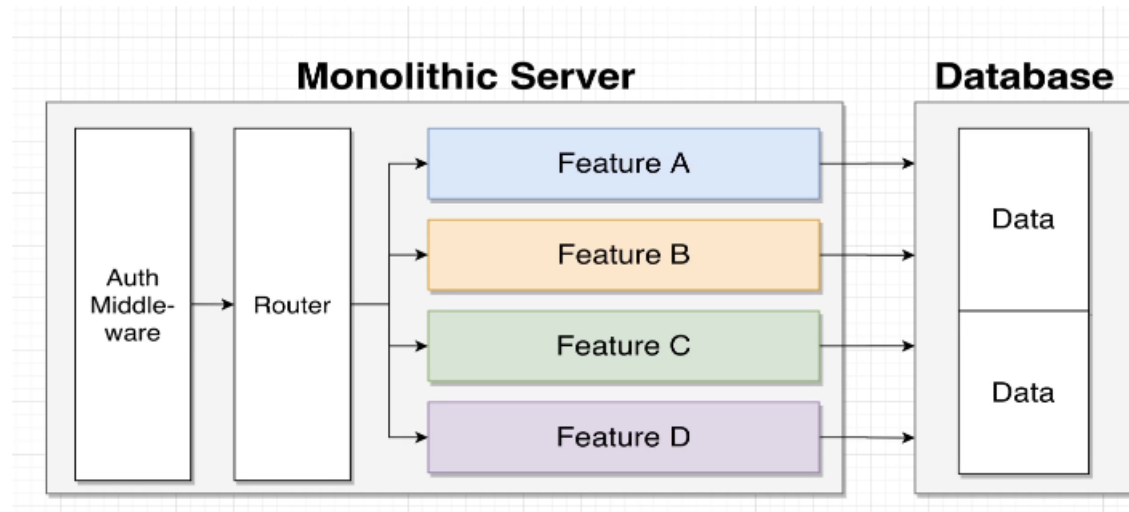 Monolithic Server
Database
Auth
Middle-
ware
Router
Feature A
Feature B
Feature C
Feature D
Data
Data